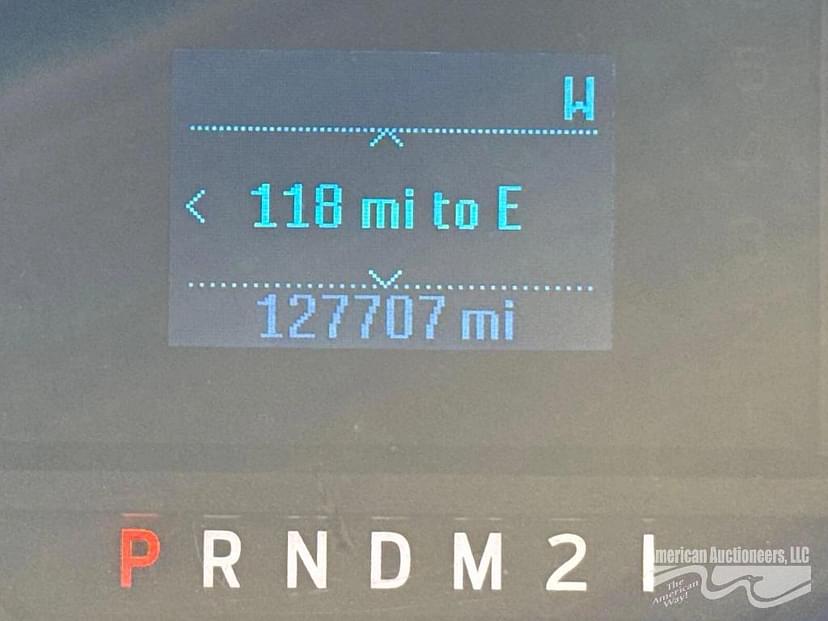 W
< 118 mi to E
127707 mi
P R N D M 2 1
American Auctioneers, LLC
The
American
Way!